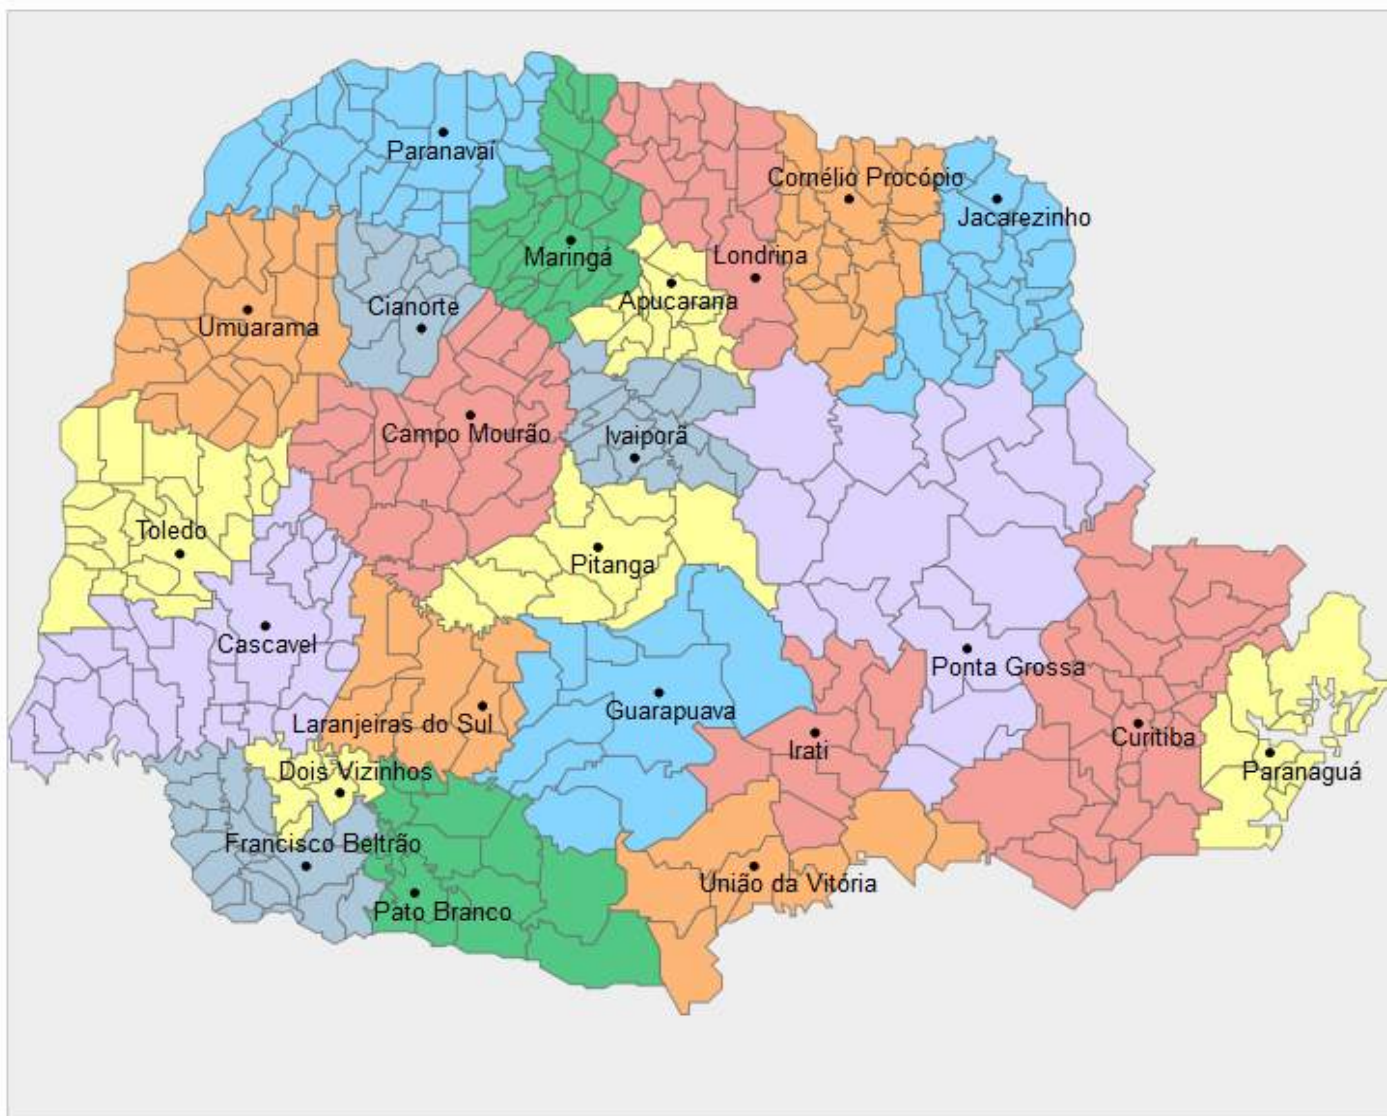 Paranavaí
Cornélio Procópio
Jacarezinho
Maringá
Londrina
Apucarana
Cianorte
Umuarama
Campo Mourão
Ivaiporã
Toledo
Pitanga
Cascavel
Ponta Grossa
Guarapuava
Laranjeiras do Sul
Curitiba
Irati
Paranaguá
Dois Vizinhos
Francisco Beltrão
União da Vitória
Pato Branco